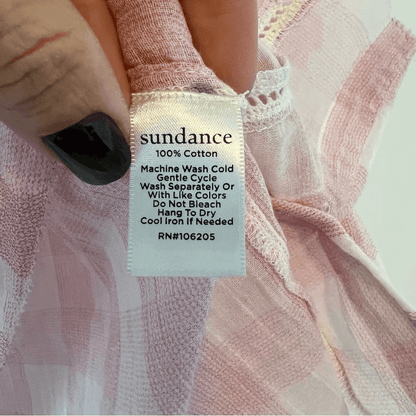 sundance
100% Cotton
Machine Wash Cold
Gentle Cycle
Wash Separately Or
With Like Colors
Do Not Bleach
Hang To Dry
Cool Iron If Needed
RN#106205